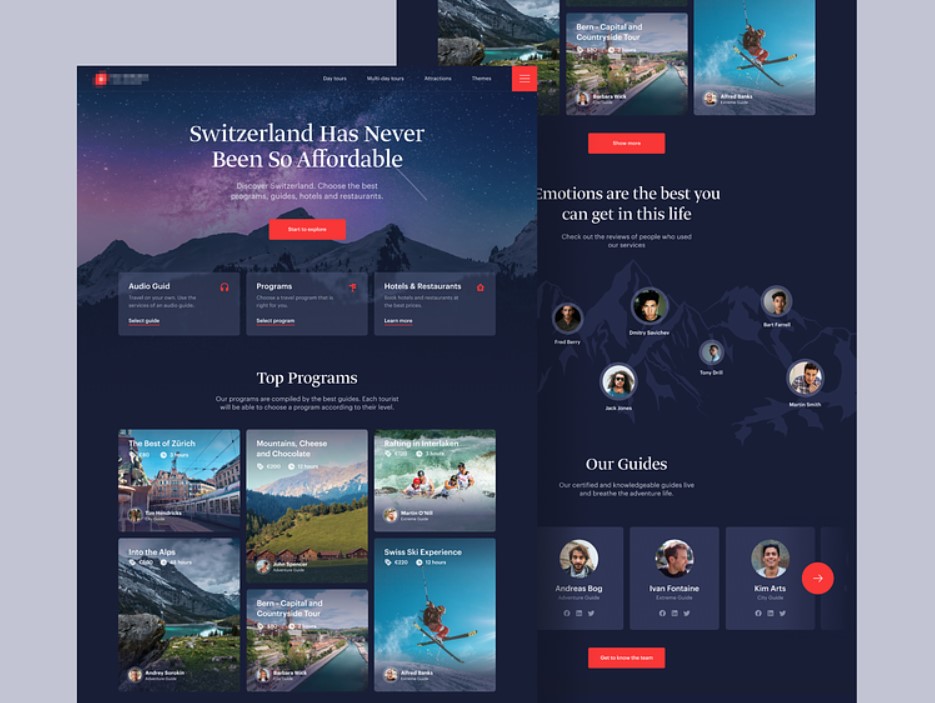 Day tours
Multi-day tours
Attractions
Themes
Switzerland Has Never
Been So Affordable
Discover Switzerland. Choose the best
programs, guides, hotels and restaurants.
Start to explore
Audio Guid
Travel on your own. Use the
services of an audio guide.
Select guide
Programs
Choose a travel program that is
right for you.
Select program
Hotels & Restaurants
Book hotels and restaurants at
the best prices.
Learn more
Top Programs
Our programs are compiled by the best guides. Each tourist
will be able to choose a program according to their level.
The Best of Zürich
3 hours
Tim Hendricks
City Guide
Mountains, Cheese
and Chocolate
€200
12 hours
John Spencer
Adventure Guide
Rafting in Interlaken
3 hours
Martin O'Nill
Extreme Guide
Into the Alps
48 hours
Andrey Sorokin
Adventure Guide
Bern - Capital and
Countryside Tour
hours
Barbara Walk
City Guide
Swiss Ski Experience
€230
12 hours
Alfred Banks
Extreme Guide
Bern - Capital and
Countryside Tour
hours
Barbara Walk
City Guide
Alfred Banks
Extreme Guide
Show more
Emotions are the best you
can get in this life
Check out the reviews of people who used
our services
Fred Barry
Dmitry Savichev
Bart Farrell
Tony Drill
Jack Jones
Martin Smith
Our Guides
Our certified and knowledgeable guides live
and breathe the adventure life.
Andreas Bog
Adventure Guide
Ivan Fontaine
Extreme Guide
Kim Arts
City Guide
Get to know the team